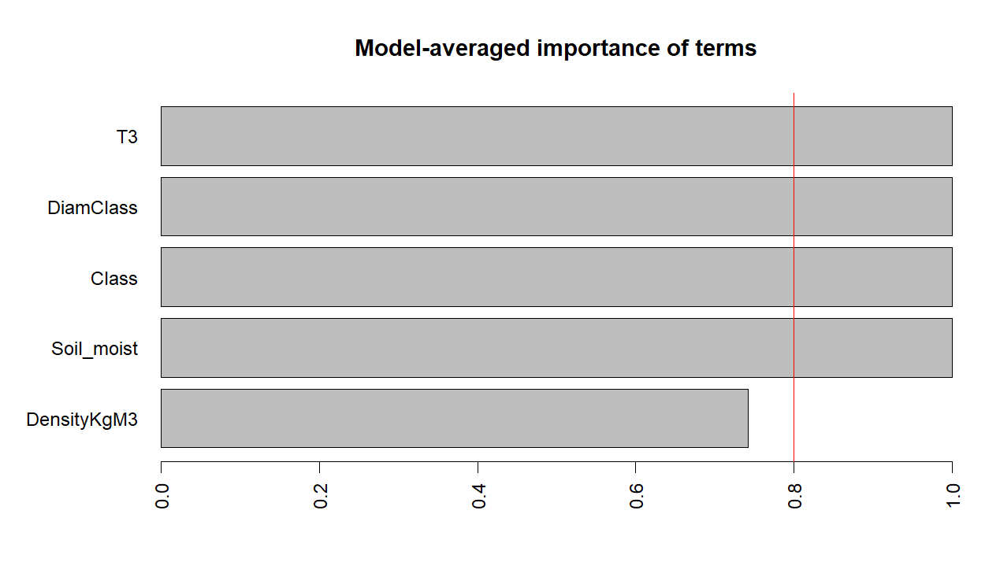 Model-averaged importance of terms
T3
DiamClass
Class
Soil_moist
DensityKgM3
0.0 0.2 0.4 0.6 0.8 1.0